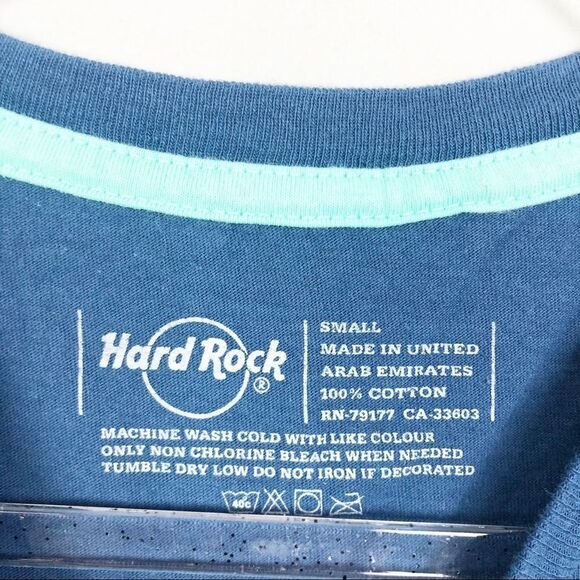 Hard Rock ®
SMALL
MADE IN UNITED
ARAB EMIRATES
100% COTTON
RN-79177 CA-33603
MACHINE WASH COLD WITH LIKE COLOUR
ONLY NON CHLORINE BLEACH WHEN NEEDED
TUMBLE DRY LOW DO NOT IRON IF DECORATED
40c